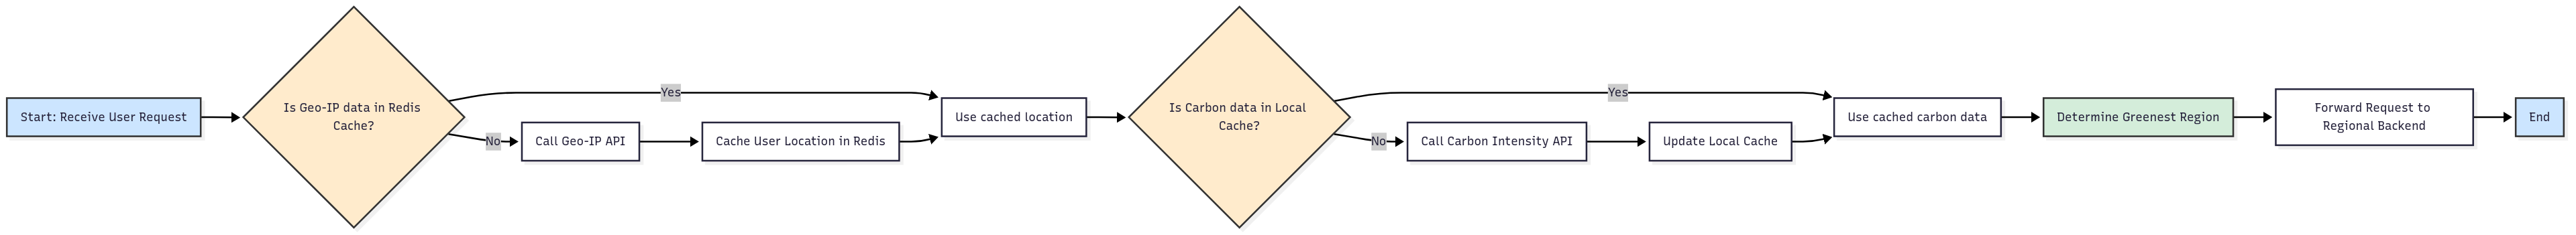 Start: Receive User Request
Is Geo-IP data in Redis
Cache?
Yes
No
Call Geo-IP API
Cache User Location in Redis
Use cached location
Is Carbon data in Local
Cache?
Yes
No
Call Carbon Intensity API
Update Local Cache
Use cached carbon data
Determine Greenest Region
Forward Request to
Regional Backend
End